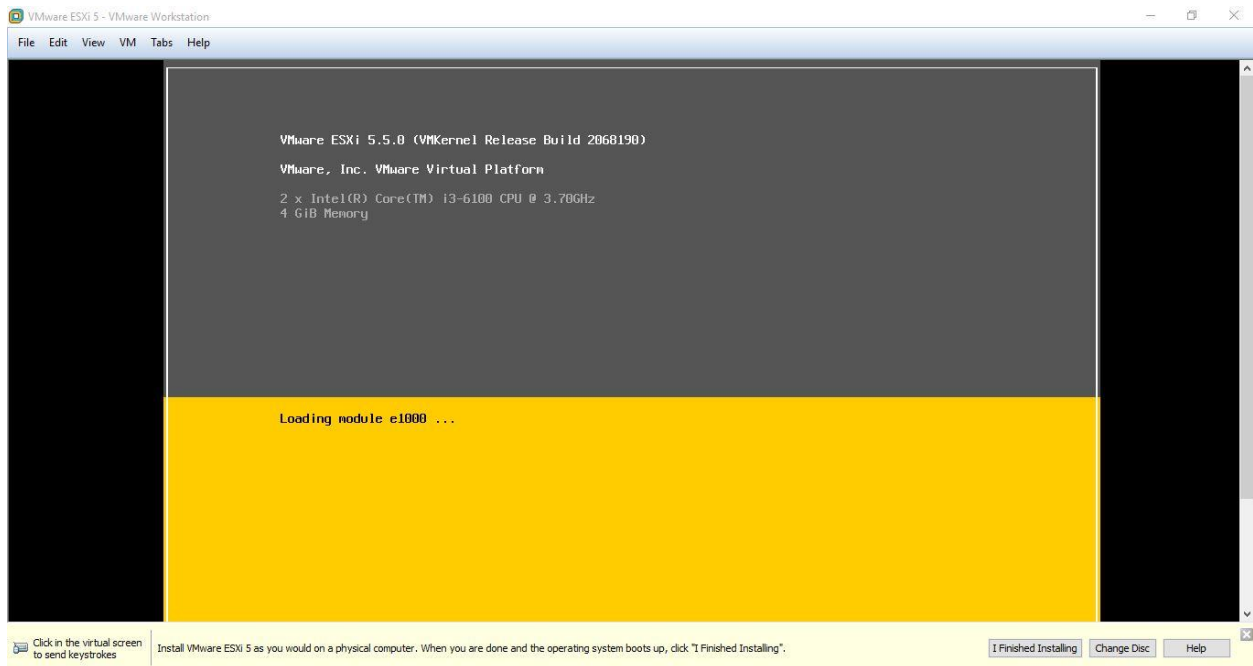 VMware ESXi 5 - VMware Workstation
File Edit View VM Tabs Help
VMware ESXi 5.5.0 (VMKernel Release Build 2068190)
VMware, Inc. VMware Virtual Platform
2 x Intel(R) Core(TM) i3-6100 CPU @ 3.70GHz
4 GiB Memory
Loading module e1000 ...
Click in the virtual screen
to send keystrokes
Install VMware ESXi 5 as you would on a physical computer. When you are done and the operating system boots up, click "I Finished Installing".
I Finished Installing Change Disc Help